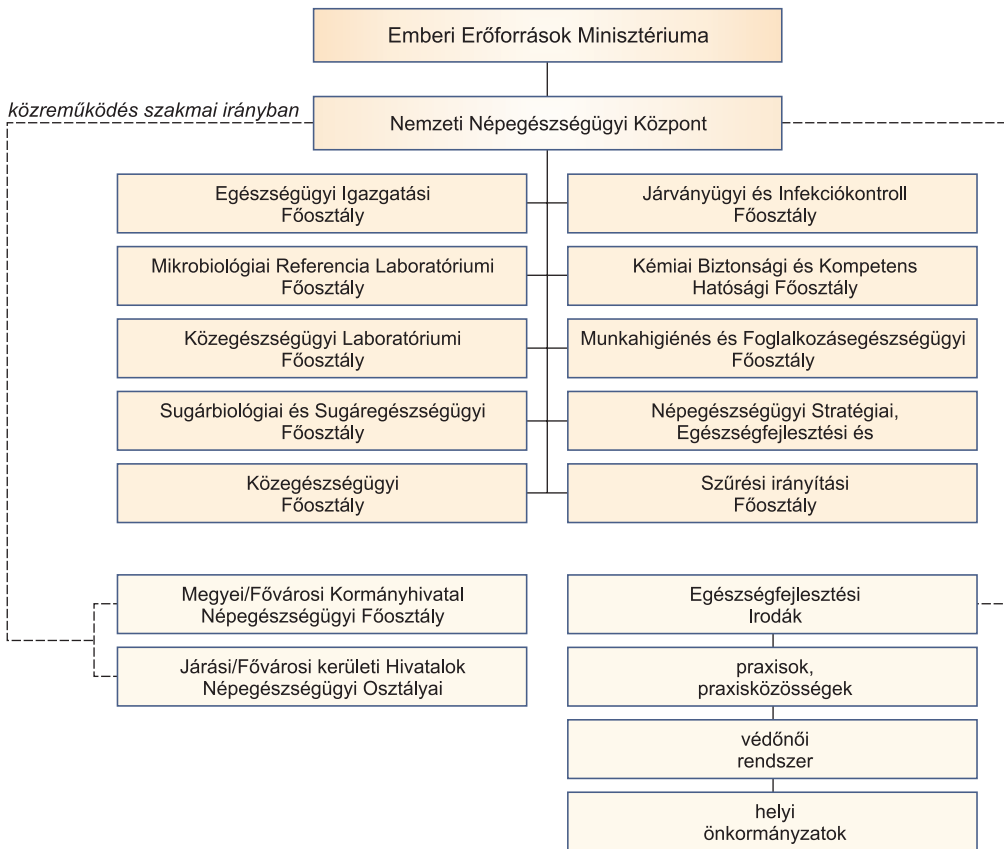 Emberi Erőforrások Minisztériuma
közreműködés szakmai irányban
Nemzeti Népegészségügyi Központ
Egészségügyi Igazgatási
Főosztály
Járványügyi és Infekciókontroll
Főosztály
Mikrobiológiai Referencia Laboratóriumi
Főosztály
Kémiai Biztonsági és Kompetens
Hatósági Főosztály
Közegészségügyi Laboratóriumi
Főosztály
Munkahigiénés és Foglalkozásegészségügyi
Főosztály
Sugárbiológiai és Sugáregészségügyi
Főosztály
Népegészségügyi Stratégiai,
Egészségfejlesztési és
Közegészségügyi
Főosztály
Szűrési irányítási
Főosztály
Megyei/Fővárosi Kormányhivatal
Népegészségügyi Főosztály
Járási/Fővárosi kerületi Hivatalok
Népegészségügyi Osztályai
Egészségfejlesztési
Irodák
praxisok,
praxisközösségek
védőnői
rendszer
helyi
önkormányzatok